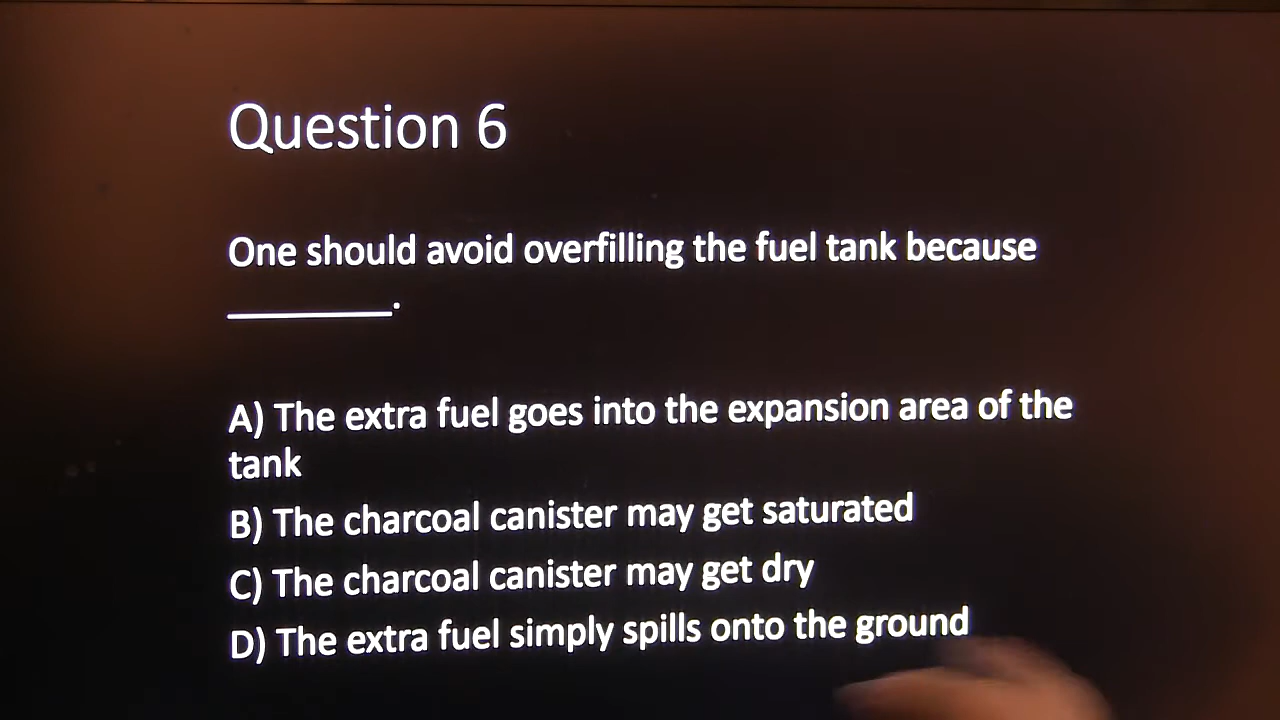 Question 6
One should avoid overfilling the fuel tank because
__________.
A) The extra fuel goes into the expansion area of the
tank
B) The charcoal canister may get saturated
C) The charcoal canister may get dry
D) The extra fuel simply spills onto the ground